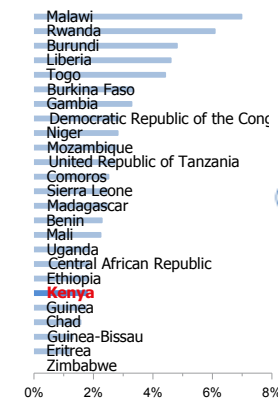 Malawi
Rwanda
Burundi
Liberia
Togo
Burkina Faso
Gambia
Democratic Republic of the Cong
Niger
Mozambique
United Republic of Tanzania
Comoros
Sierra Leone
Madagascar
Benin
Mali
Uganda
Central African Republic
Ethiopia
Kenya
Guinea
Chad
Guinea-Bissau
Eritrea
Zimbabwe
0% 2% 4% 6% 8%